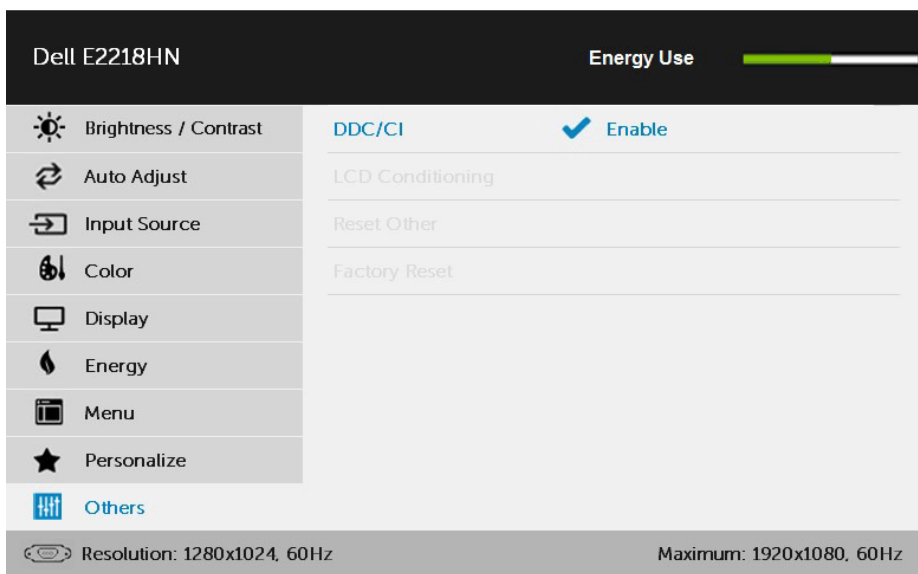 Dell E2218HN
Energy Use
Brightness / Contrast
DDC/CI
Enable
Auto Adjust
LCD Conditioning
Input Source
Reset Other
Color
Factory Reset
Display
Energy
Menu
Personalize
Others
Resolution: 1280x1024, 60Hz
Maximum: 1920x1080, 60Hz